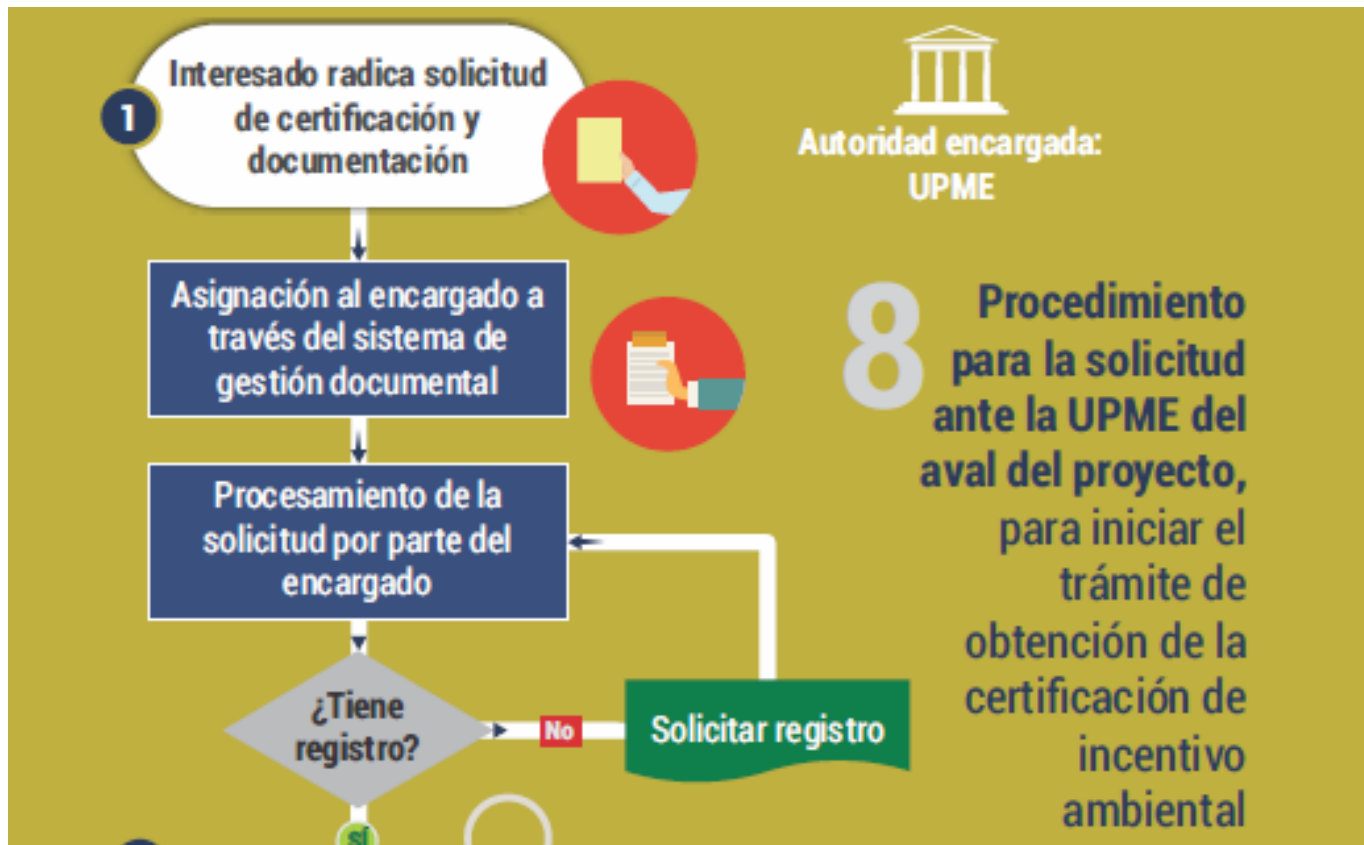 1
Interesado radica solicitud
de certificación y
documentación
Autoridad encargada:
UPME
Asignación al encargado a
través del sistema de
gestión documental
8
Procedimiento
para la solicitud
ante la UPME del
aval del proyecto,
para iniciar el
trámite de
obtención de la
certificación de
incentivo
ambiental
Procesamiento de la
solicitud por parte del
encargado
¿Tiene
registro?
No
Solicitar registro
SÍ